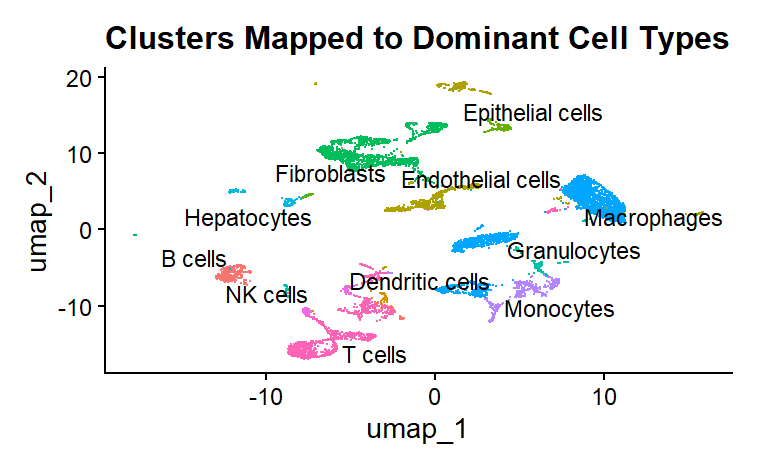 Clusters Mapped to Dominant Cell Types
umap_2
20
10
0
-10
Epithelial cells
Fibroblasts
Endothelial cells
Hepatocytes
Macrophages
Granulocytes
B cells
Dendritic cells
NK cells
Monocytes
T cells
-10
0
10
umap_1